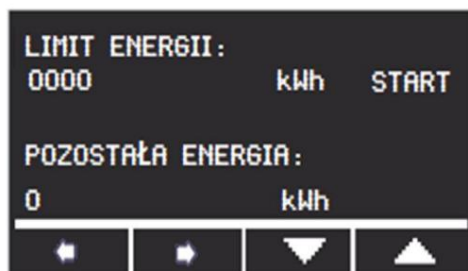 LIMIT ENERGII:
0000 kWh START
POZOSTAŁA ENERGIA:
0 kWh